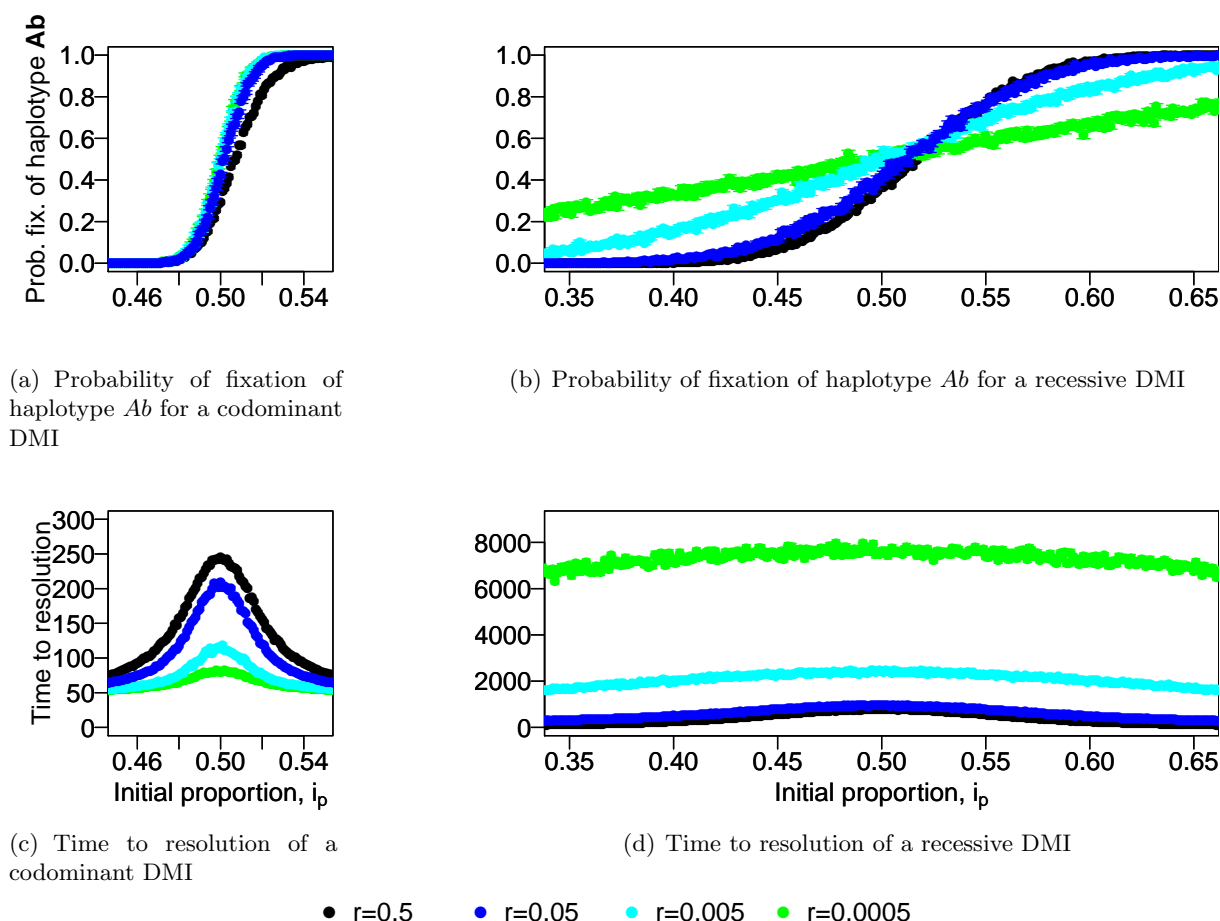 Prob. fix. of haplotype Ab
1.0
0.8
0.6
0.4
0.2
0.0
0.46 0.50 0.54
1.0
0.8
0.6
0.4
0.2
0.0
0.35 0.40 0.45 0.50 0.55 0.60 0.65
(a) Probability of fixation of
haplotype Ab for a codominant
DMI
(b) Probability of fixation of haplotype Ab for a recessive DMI
Time to resolution
300
250
200
150
100
50
0
0.46 0.50 0.54
Initial proportion, i_p
8000
6000
4000
2000
0
0.35 0.40 0.45 0.50 0.55 0.60 0.65
Initial proportion, i_p
(c) Time to resolution of a
codominant DMI
(d) Time to resolution of a recessive DMI
r=0.5 r=0.05 r=0.005 r=0.0005